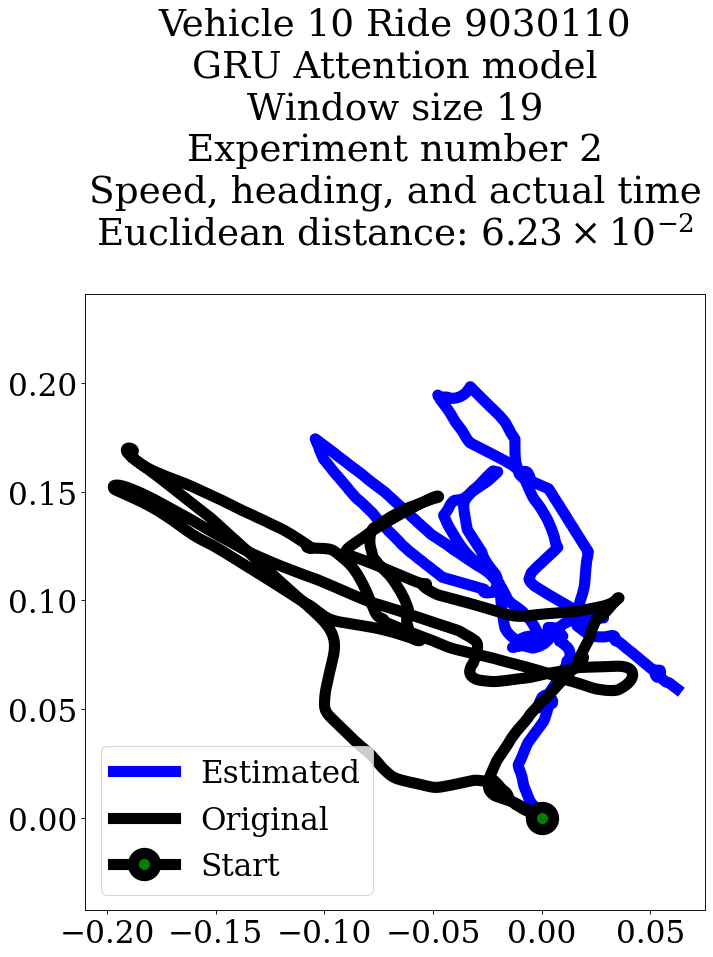 Vehicle 10 Ride 9030110
GRU Attention model
Window size 19
Experiment number 2
Speed, heading, and actual time
Euclidean distance: 6.23 × 10⁻²
0.20
0.15
0.10
0.05
0.00
Estimated
Original
Start
−0.20 −0.15 −0.10 −0.05 0.00 0.05